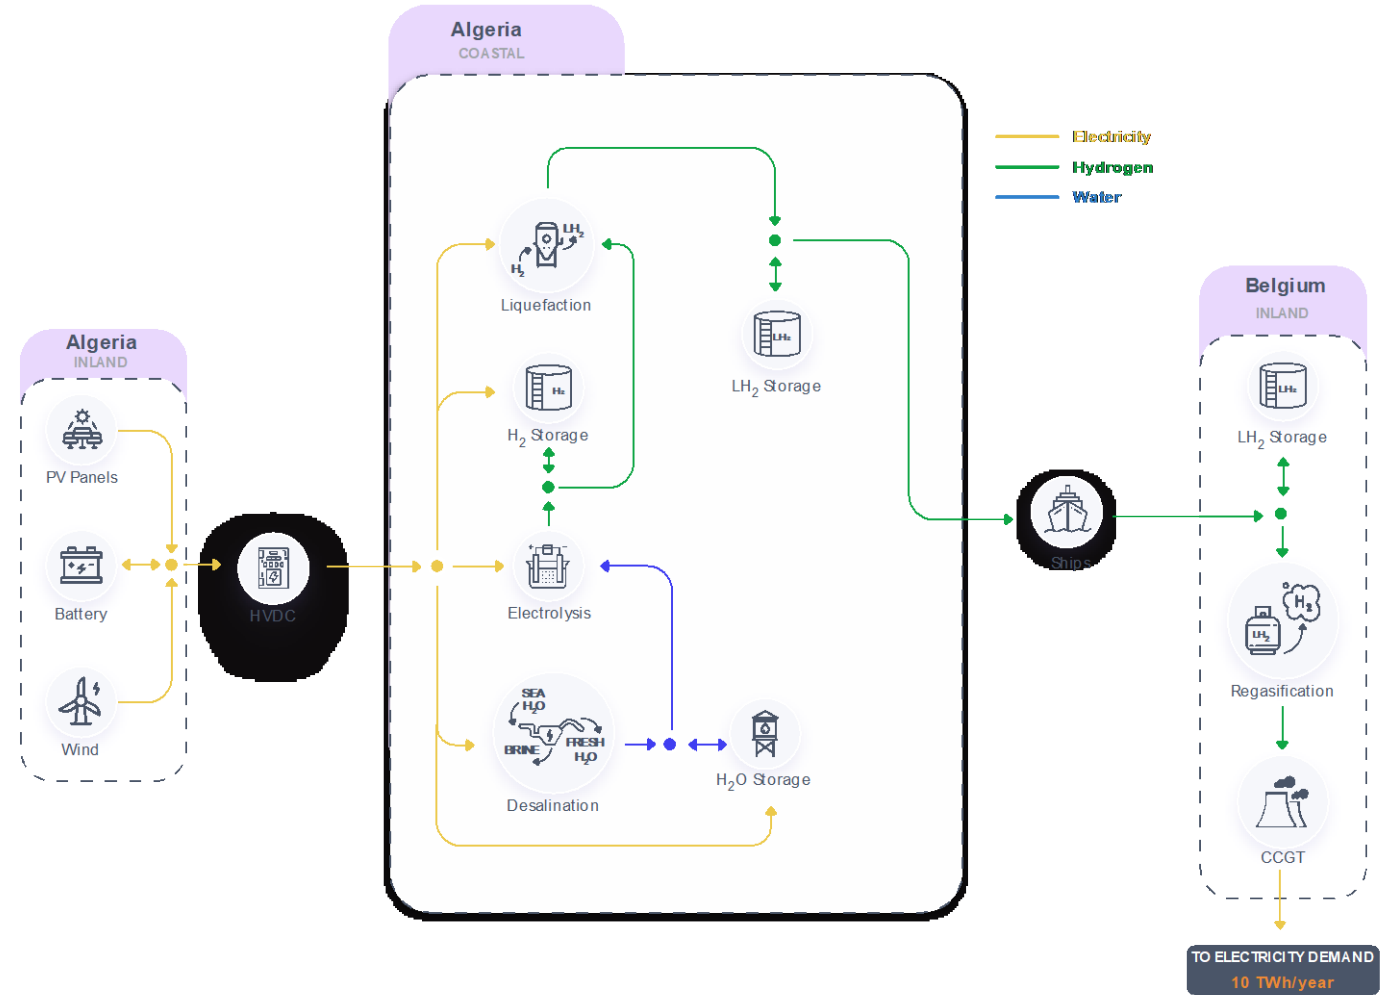 Algeria
COASTAL
Electricity
Hydrogen
Water
LH2
H2
Liquefaction
LH2
LH2 Storage
H2
H2 Storage
Electrolysis
SEA
H2O
BRINE
FRESH
H2O
Desalination
H2O Storage
Algeria
INLAND
PV Panels
Battery
Wind
HVDC
Ships
Belgium
INLAND
LH2
LH2 Storage
H2
LH2
Regasification
CCGT
TO ELECTRICITY DEMAND
10 TWh/year